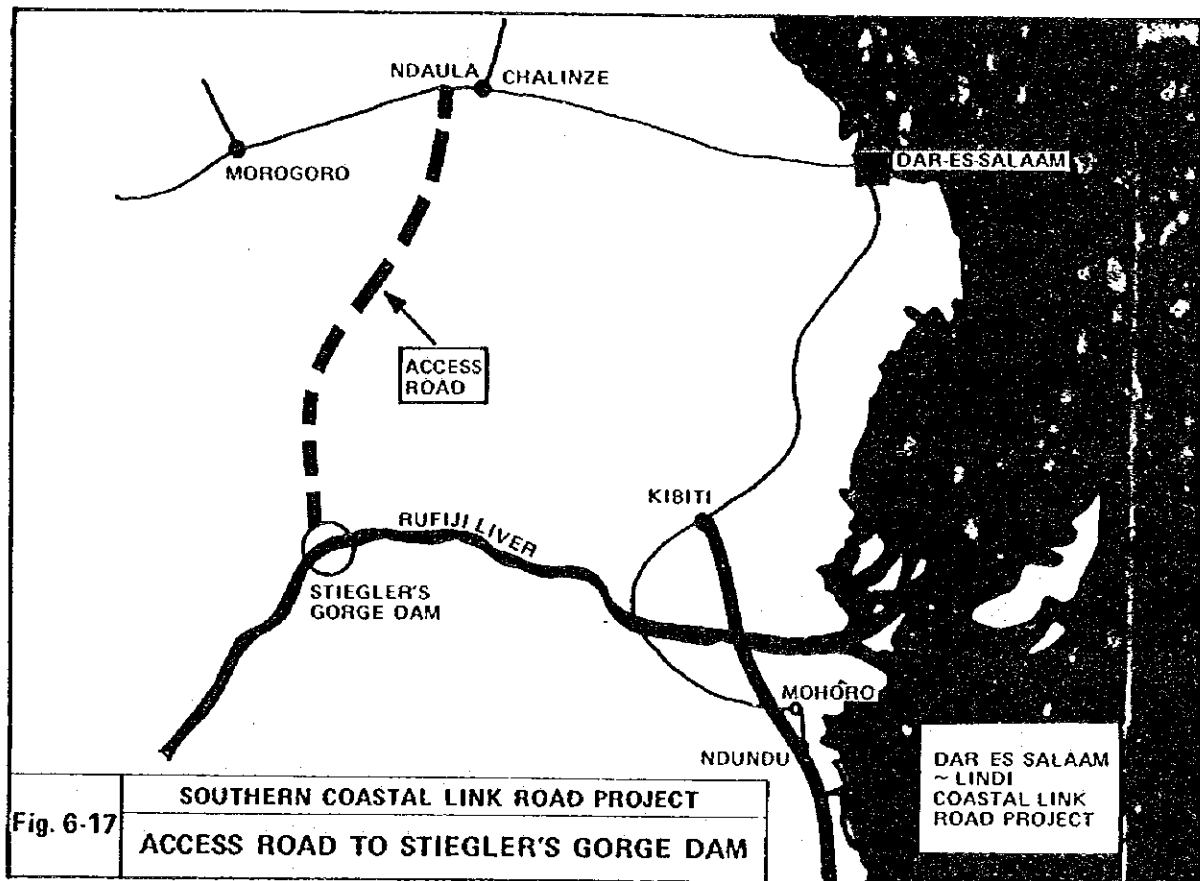 NDAULA
CHALINZE
DAR-ES-SALAAM
MOROGORO
ACCESS
ROAD
KIBITI
RUFIJI LIVER
STIEGLER'S
GORGE DAM
MOHORO
NDUNDU
DAR ES SALAAM
~ LINDI
COASTAL LINK
ROAD PROJECT
Fig. 6-17
SOUTHERN COASTAL LINK ROAD PROJECT
ACCESS ROAD TO STIEGLER'S GORGE DAM